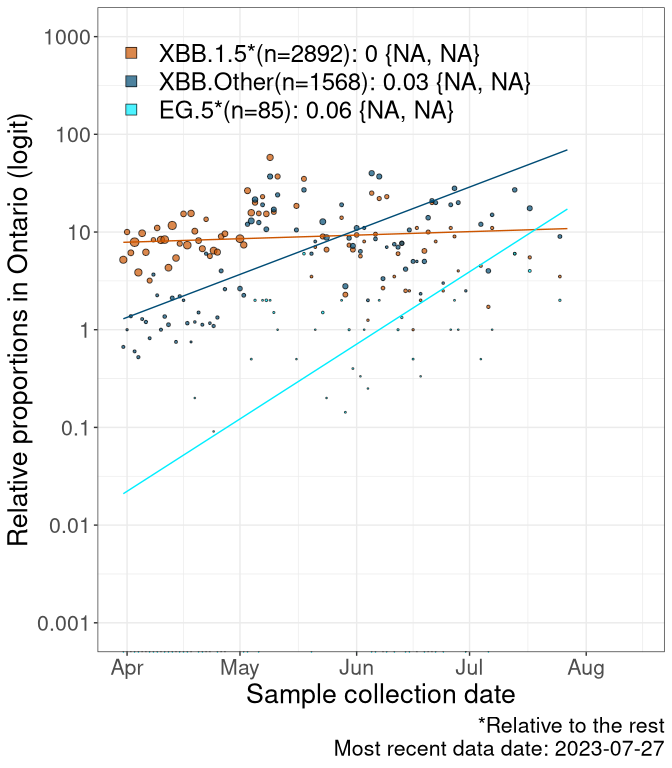 1000
100
10
1
0.1
0.01
0.001
Relative proportions in Ontario (logit)
XBB.1.5*(n=2892): 0 {NA, NA}
XBB.Other(n=1568): 0.03 {NA, NA}
EG.5*(n=85): 0.06 {NA, NA}
Apr May Jun Jul Aug
Sample collection date
*Relative to the rest
Most recent data date: 2023-07-27